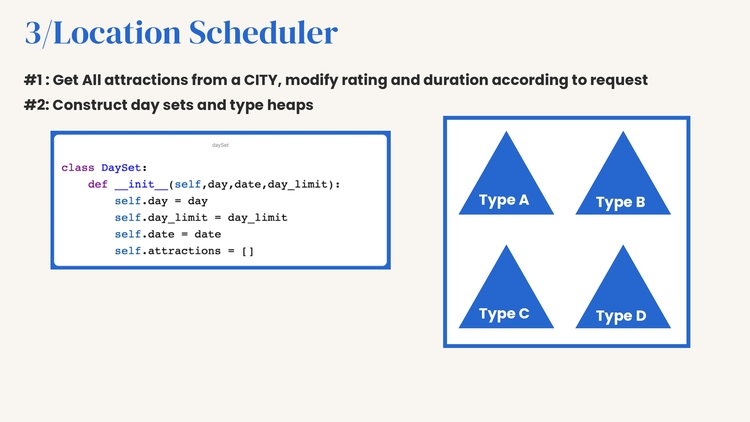 3/Location Scheduler
#1 : Get All attractions from a CITY, modify rating and duration according to request
#2: Construct day sets and type heaps
daySet
class DaySet:
    def __init__(self,day,date,day_limit):
        self.day = day
        self.day_limit = day_limit
        self.date = date
        self.attractions = []
Type A
Type B
Type C
Type D